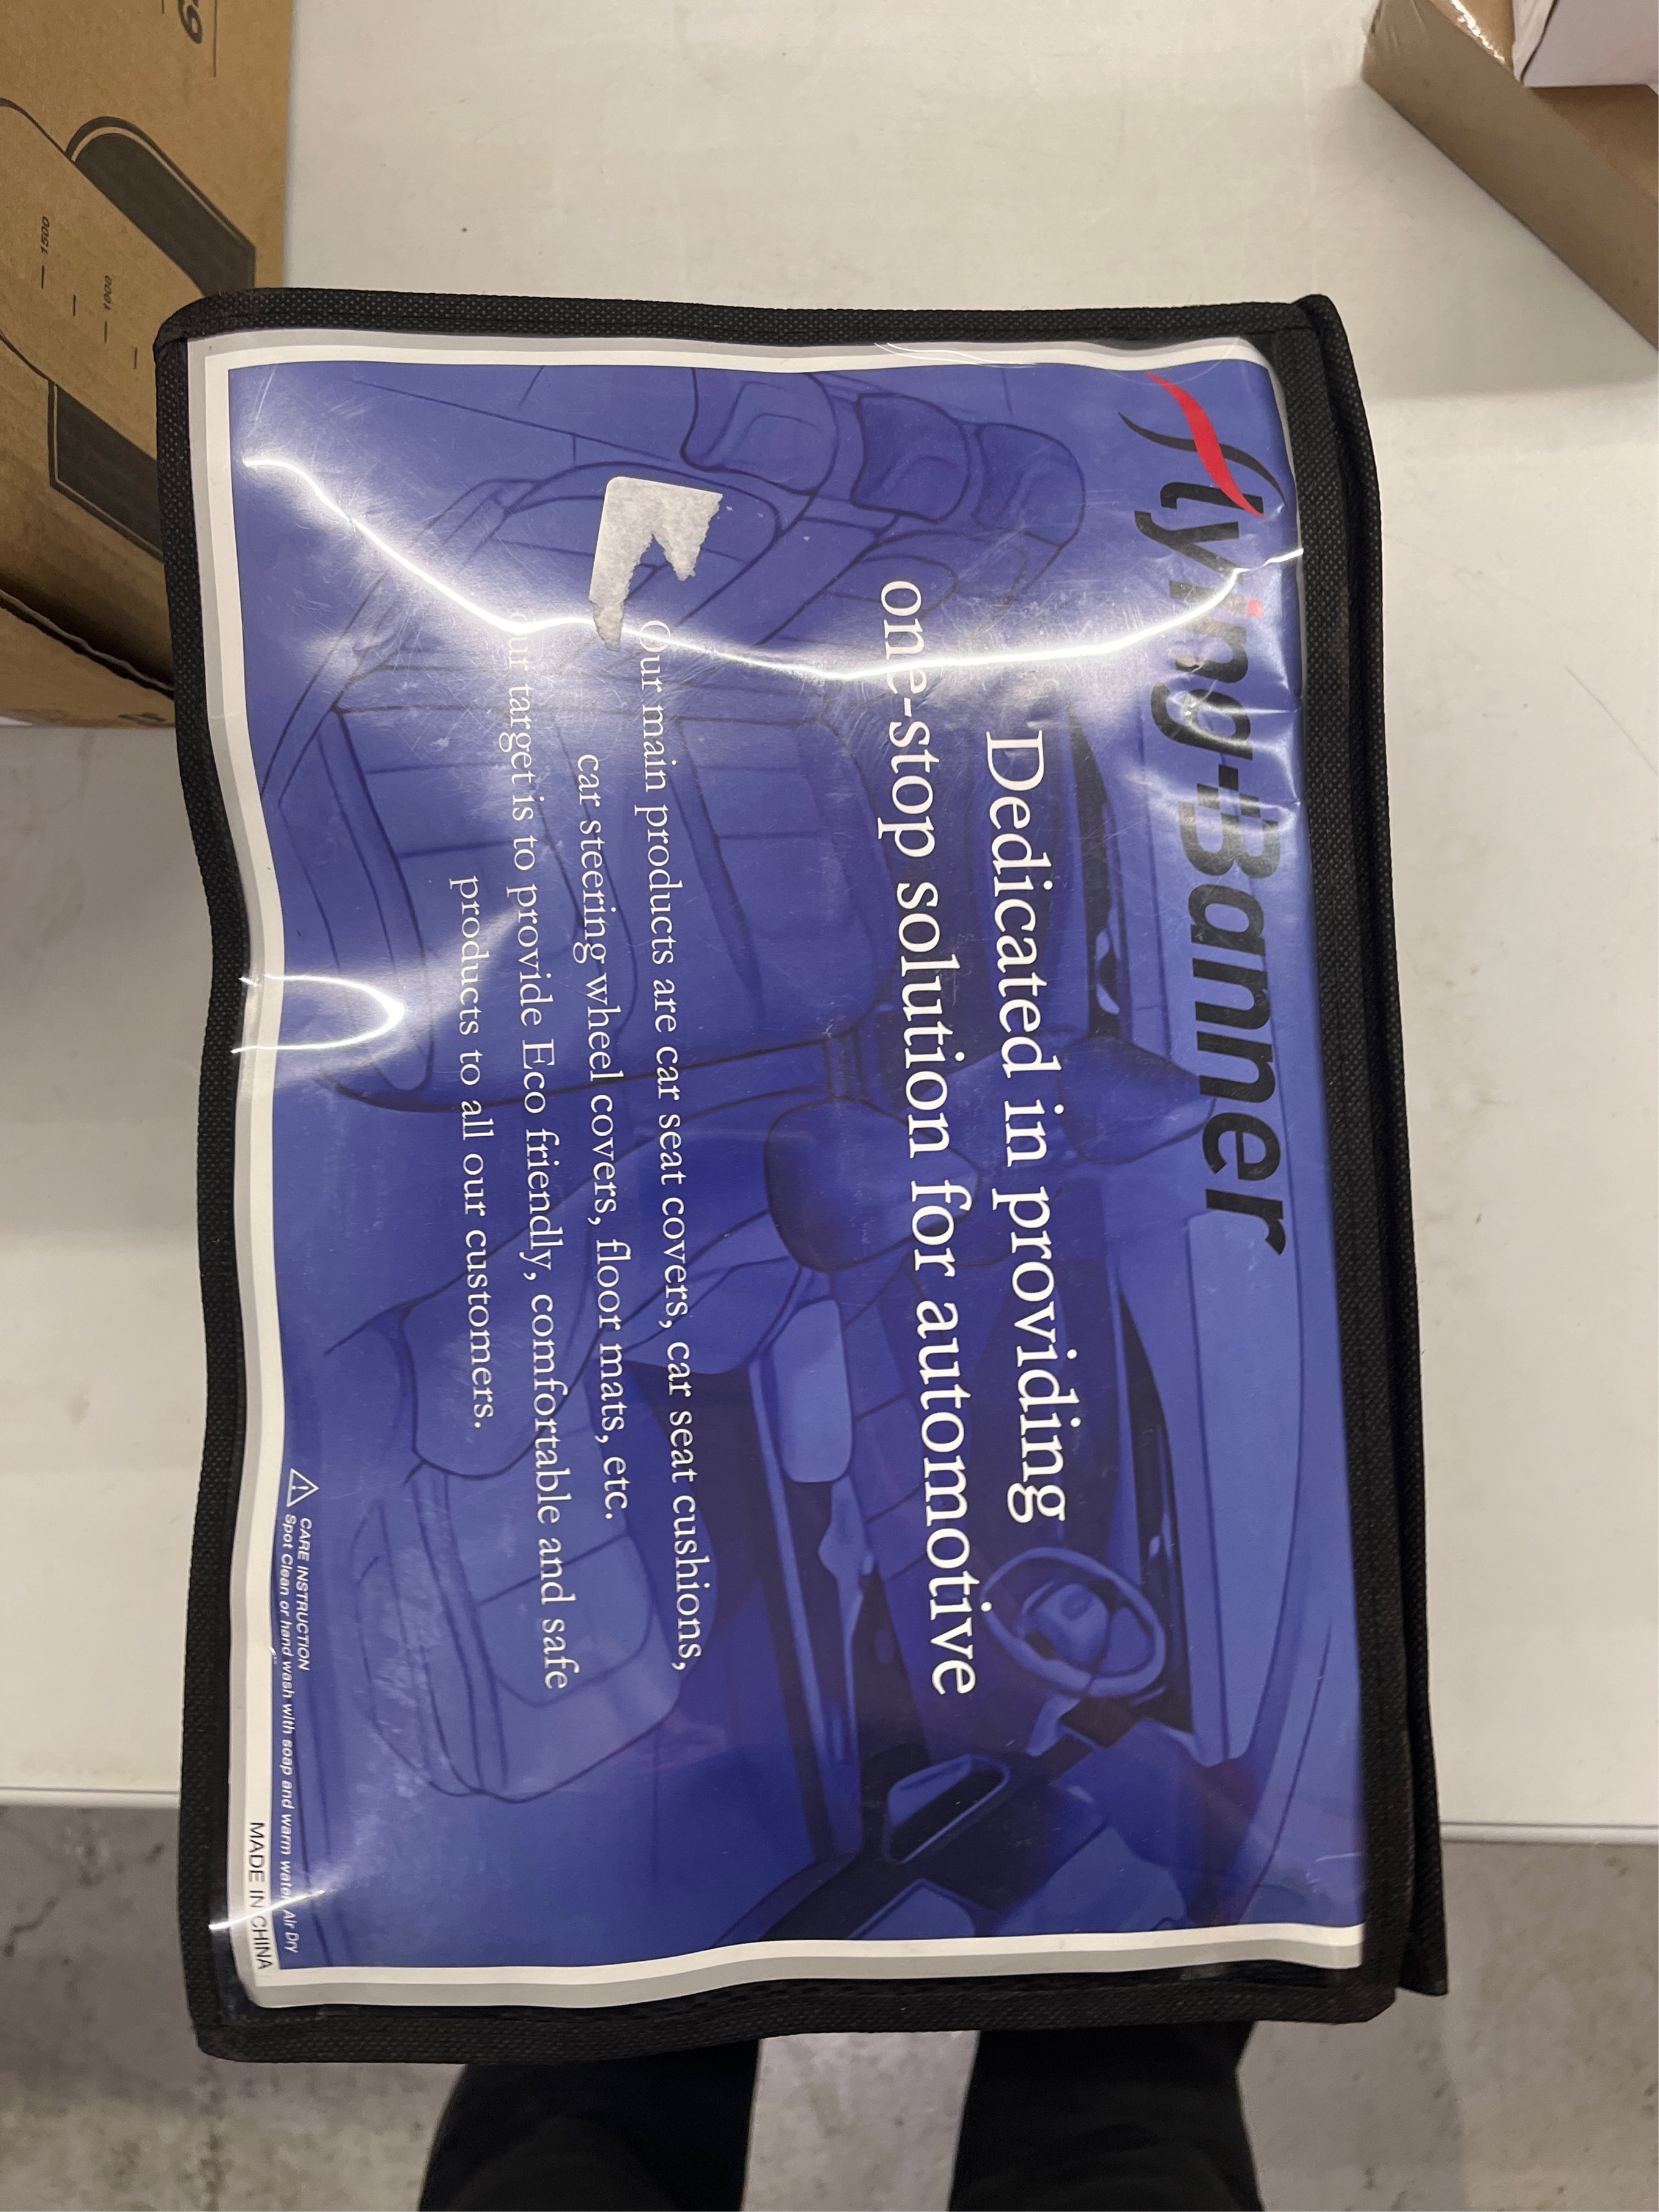 flying-Banner
Dedicated in providing
one-stop solution for automotive
Our main products are car seat covers, car seat cushions,
car steering wheel covers, floor mats, etc.
Our target is to provide Eco friendly, comfortable and safe
products to all our customers.
CARE INSTRUCTION
Spot Clean or hand wash with soap and warm water Air Dry
MADE IN CHINA
1500
1000